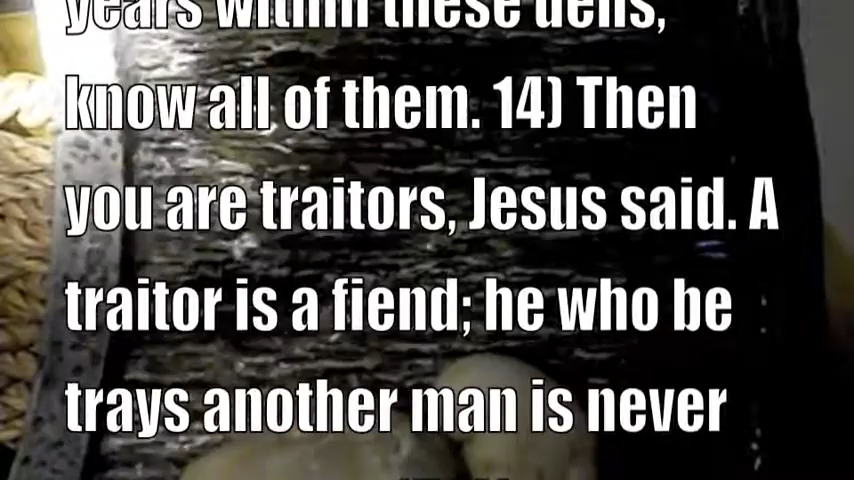 years within these dens,
know all of them. 14) Then
you are traitors, Jesus said. A
traitor is a fiend; he who be
trays another man is never